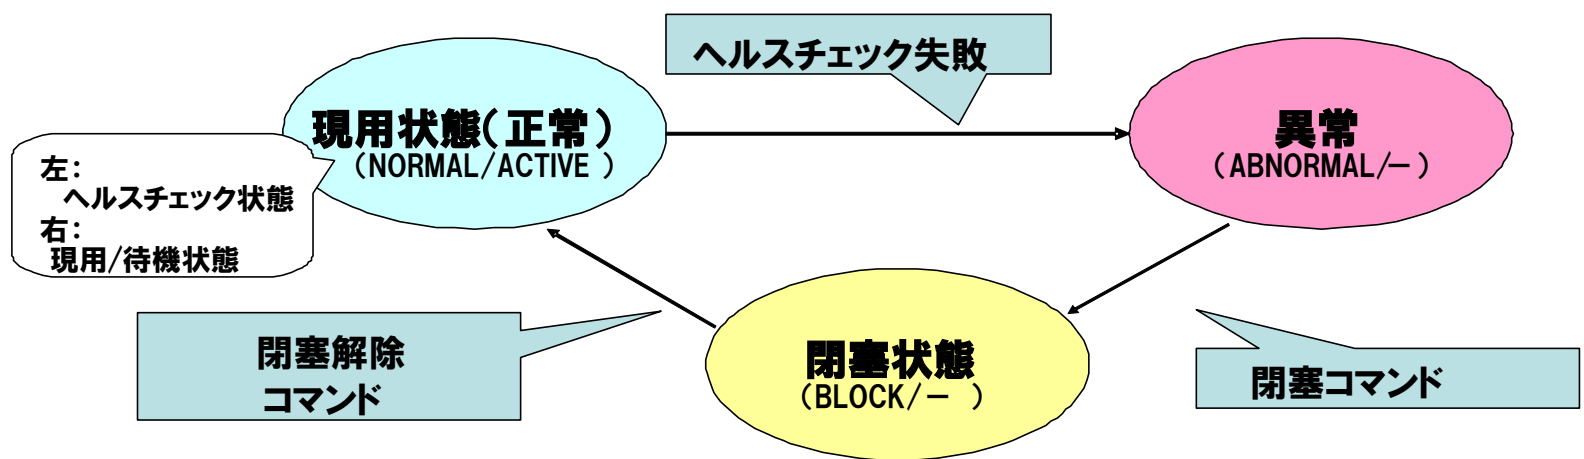 ヘルスチェック失敗
現用状態(正常)
(NORMAL/ACTIVE )
異常
(ABNORMAL/－)
左:
ヘルスチェック状態
右:
現用/待機状態
閉塞解除
コマンド
閉塞状態
(BLOCK/－ )
閉塞コマンド